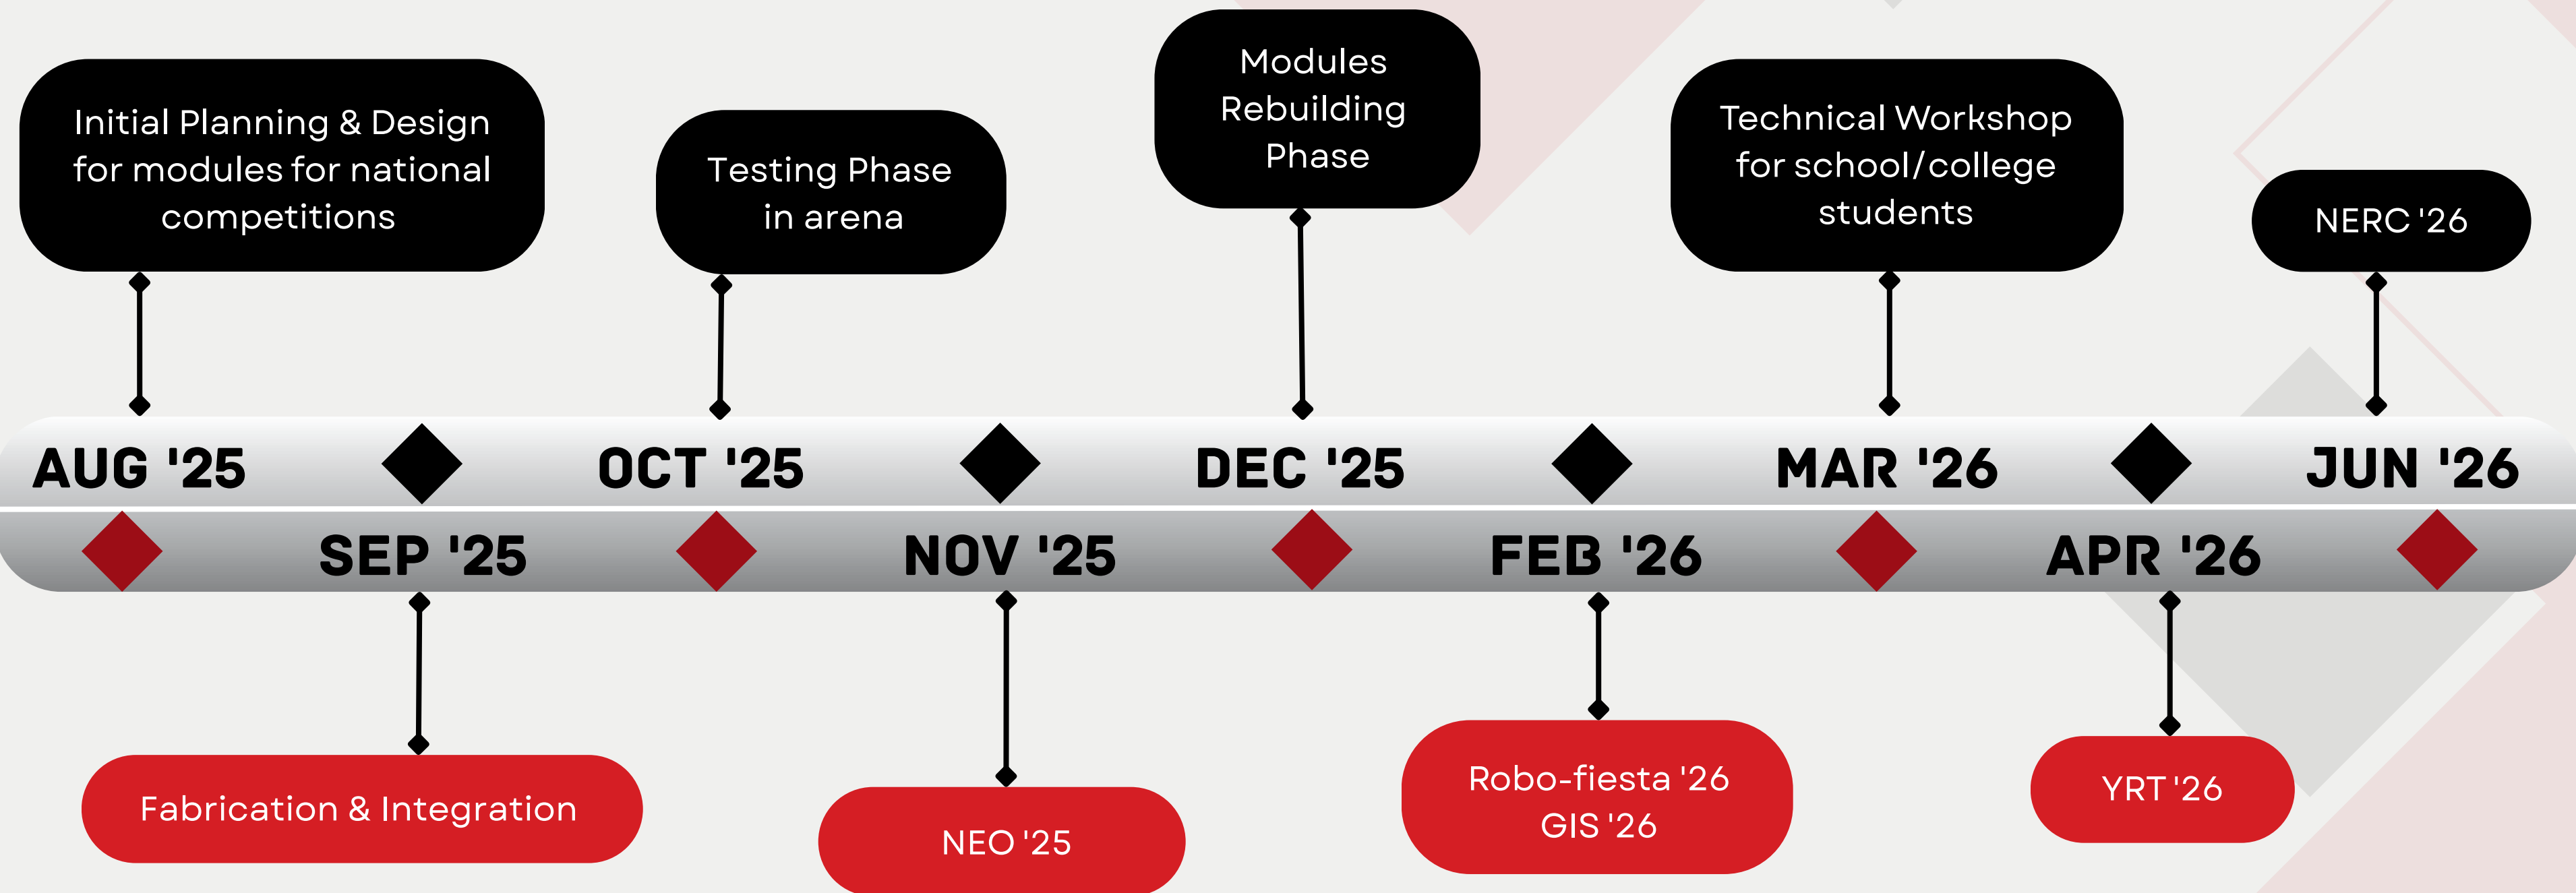 Initial Planning & Design
for modules for national
competitions
Testing Phase
in arena
Modules
Rebuilding
Phase
Technical Workshop
for school/college
students
NERC '26
AUG '25
OCT '25
DEC '25
MAR '26
JUN '26
SEP '25
NOV '25
FEB '26
APR '26
Fabrication & Integration
NEO '25
Robo-fiesta '26
GIS '26
YRT '26